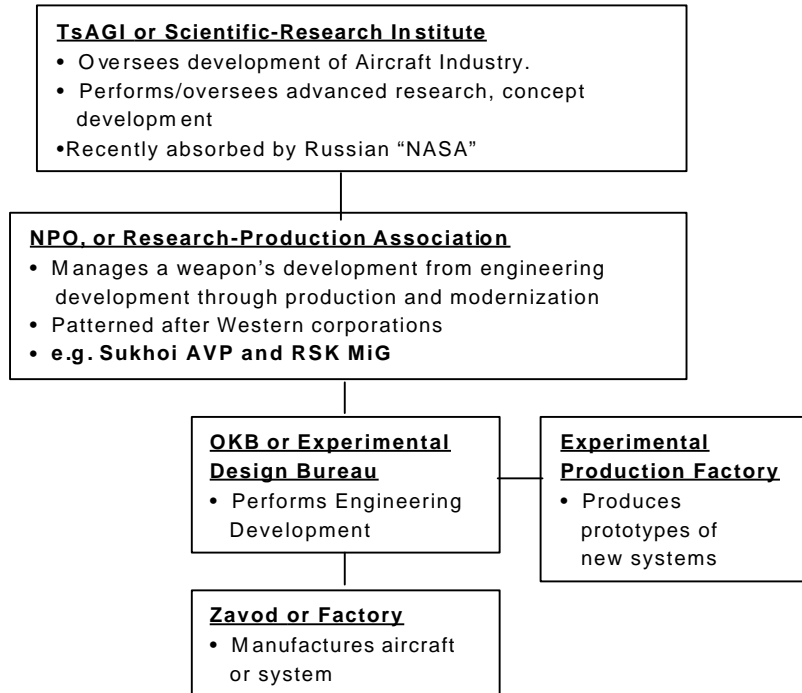 TsAGI or Scientific-Research Institute
• Oversees development of Aircraft Industry.
• Performs/oversees advanced research, concept
development
•Recently absorbed by Russian “NASA”
NPO, or Research-Production Association
• Manages a weapon’s development from engineering
development through production and modernization
• Patterned after Western corporations
• e.g. Sukhoi AVP and RSK MiG
OKB or Experimental
Design Bureau
• Performs Engineering
Development
Experimental
Production Factory
• Produces
prototypes of
new systems
Zavod or Factory
• Manufactures aircraft
or system